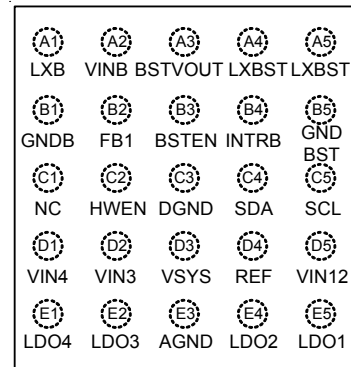 A1 A2 A3 A4 A5
LXB VINB BSTVOUT LXBST LXBST
B1 B2 B3 B4 B5
GNDB FB1 BSTEN INTRB GND
BST
C1 C2 C3 C4 C5
NC HWEN DGND SDA SCL
D1 D2 D3 D4 D5
VIN4 VIN3 VSYS REF VIN12
E1 E2 E3 E4 E5
LDO4 LDO3 AGND LDO2 LDO1